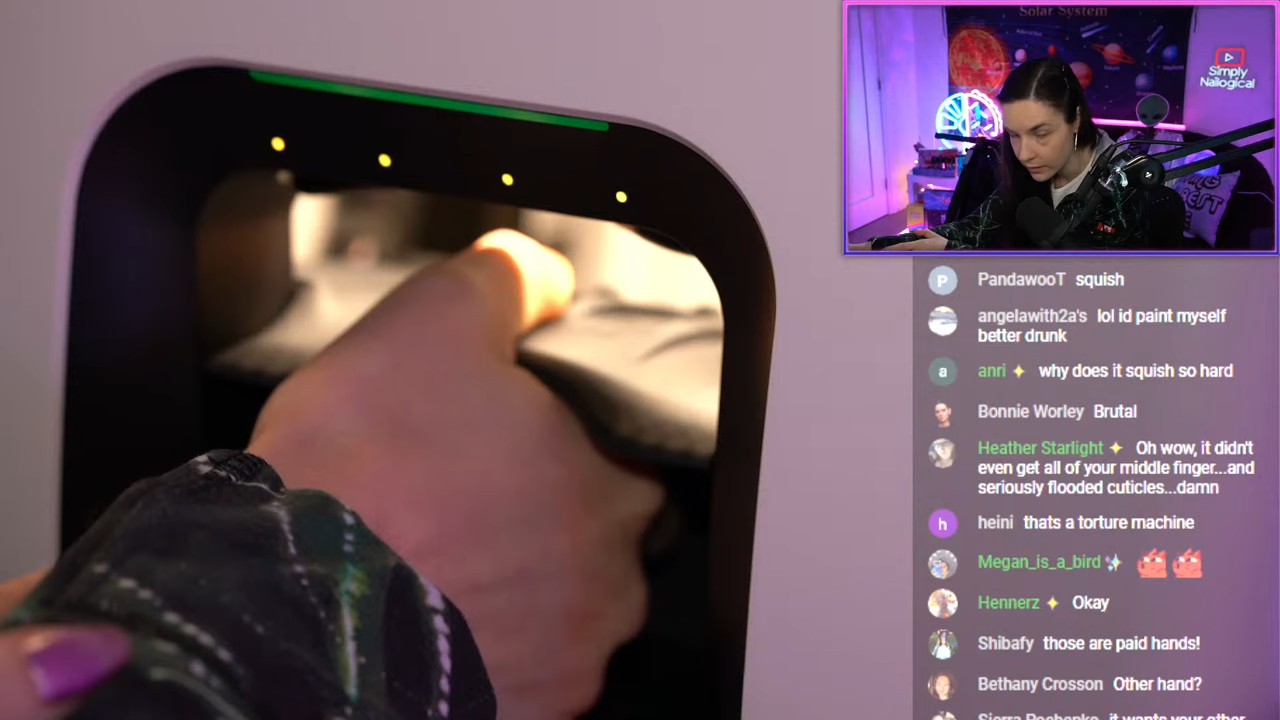 Solar System
Simply
Nailogical
P
PandawooT squish
angelawith2a's lol id paint myself
better drunk
a
anri why does it squish so hard
Bonnie Worley Brutal
Heather Starlight Oh wow, it didn't
even get all of your middle finger...and
seriously flooded cuticles...damn
h
heini thats a torture machine
Megan_is_a_bird
Hennerz Okay
Shibafy those are paid hands!
Bethany Crosson Other hand?